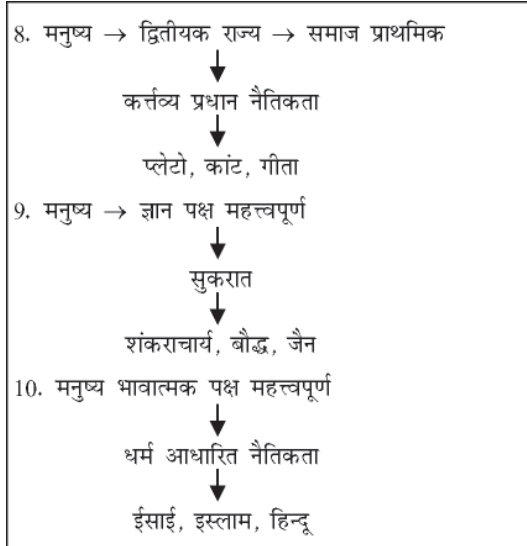 8. मनुष्य → द्वितीयक राज्य → समाज प्राथमिक
↓
कर्त्तव्य प्रधान नैतिकता
↓
प्लेटो, कांट, गीता
9. मनुष्य → ज्ञान पक्ष महत्त्वपूर्ण
↓
सुकरात
↓
शंकराचार्य, बौद्ध, जैन
10. मनुष्य भावात्मक पक्ष महत्त्वपूर्ण
↓
धर्म आधारित नैतिकता
↓
ईसाई, इस्लाम, हिन्दू